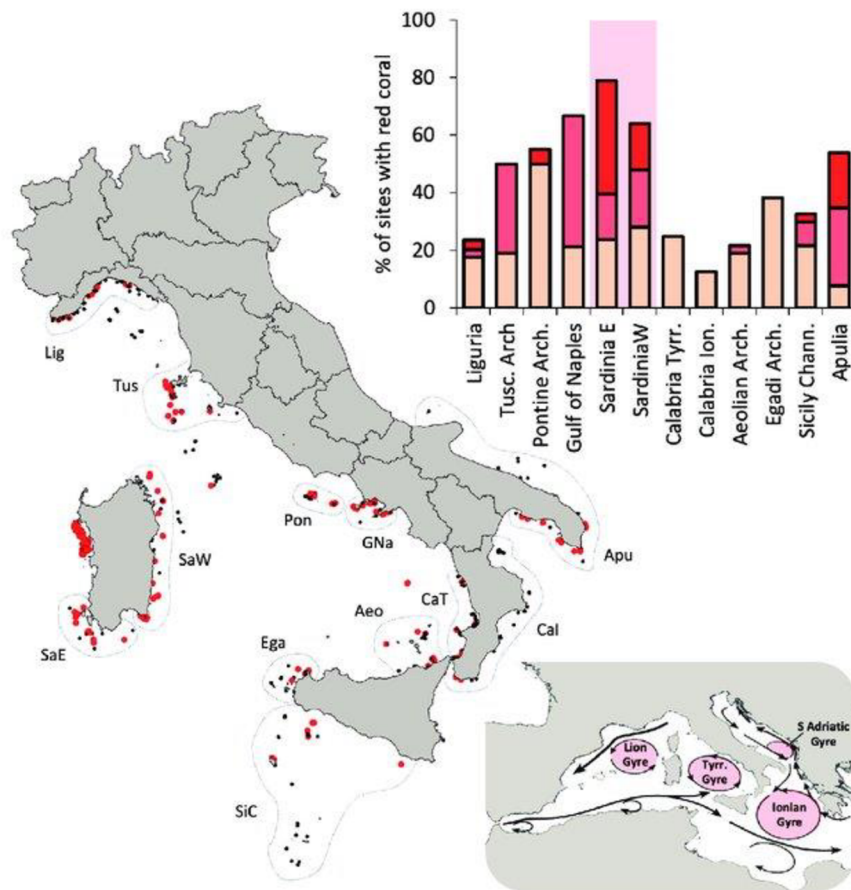 100
80
60
40
20
0
% of sites with red coral
Liguria
Tusc. Arch
Pontine Arch.
Gulf of Naples
Sardinia E
SardiniaW
Calabria Tyrr.
Calabria Ion.
Aeolian Arch.
Egadi Arch.
Sicily Chann.
Apulia
Lig
Tus
Pon
GNa
SaW
SaE
Apu
CaT
CaI
Aeo
Ega
SiC
S Adriatic
Gyre
Lion
Gyre
Tyrr.
Gyre
Ionian
Gyre